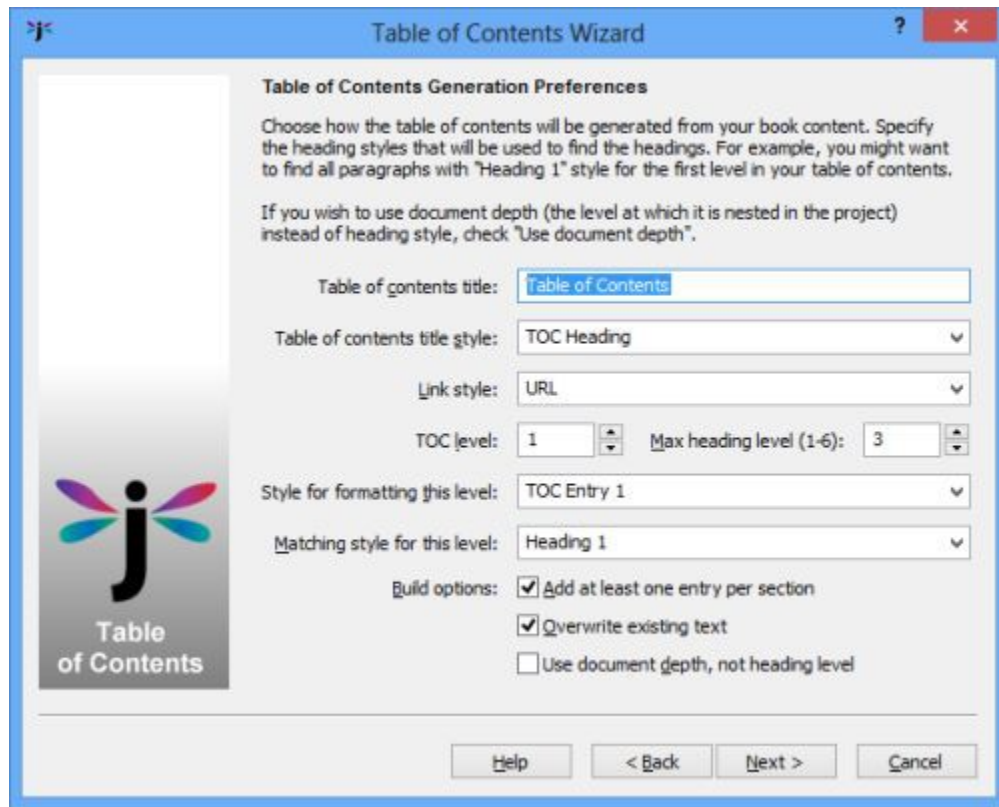 Table of Contents Wizard
?
Table of Contents Generation Preferences
Choose how the table of contents will be generated from your book content. Specify
the heading styles that will be used to find the headings. For example, you might want
to find all paragraphs with "Heading 1" style for the first level in your table of contents.
If you wish to use document depth (the level at which it is nested in the project)
instead of heading style, check "Use document depth".
Table of contents title: Table of Contents
Table of contents title style: TOC Heading
Link style: URL
TOC level: 1 Max heading level (1-6): 3
Style for formatting this level: TOC Entry 1
Matching style for this level: Heading 1
Build options: Add at least one entry per section
Overwrite existing text
Use document depth, not heading level
j
Table
of Contents
Help < Back Next > Cancel